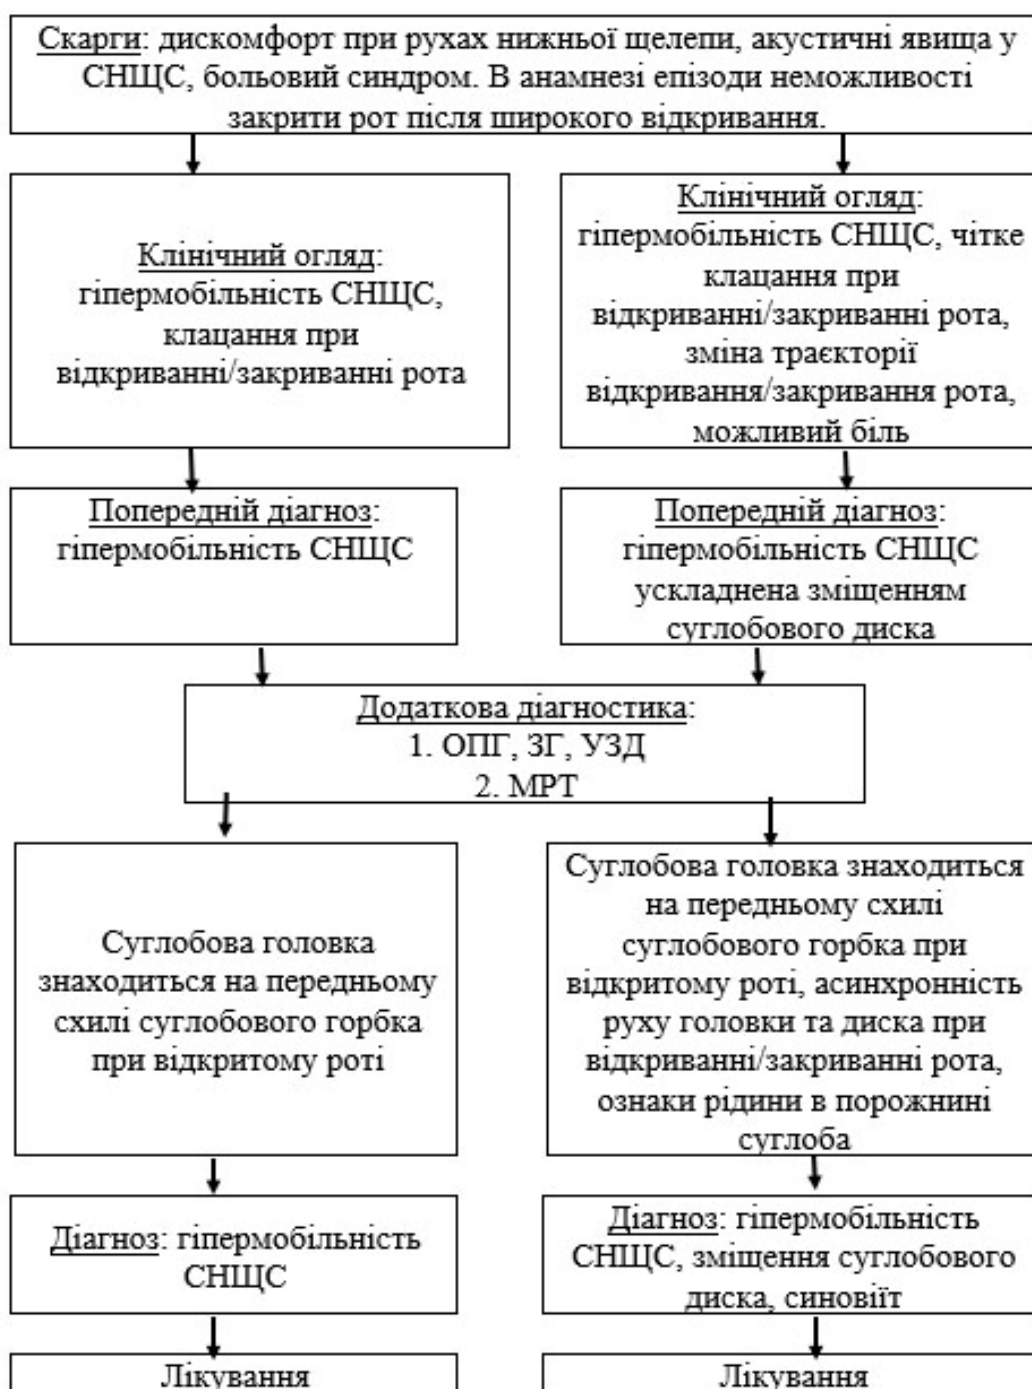 Скарги: дискомфорт при рухах нижньої щелепи, акустичні явища у
СНЩС, больовий синдром. В анамнезі епізоди неможливості
закрити рот після широкого відкривання.
Клінічний огляд:
гіпермобільність СНЩС,
клацання при
відкриванні/закриванні рота
Клінічний огляд:
гіпермобільність СНЩС, чітке
клацання при
відкриванні/закриванні рота,
зміна траєкторії
відкривання/закривання рота,
можливий біль
Попередній діагноз:
гіпермобільність СНЩС
Попередній діагноз:
гіпермобільність СНЩС
ускладнена зміщенням
суглобового диска
Додаткова діагностика:
1. ОПГ, ЗГ, УЗД
2. МРТ
Суглобова головка
знаходиться на передньому
схилі суглобового горбка
при відкритому роті
Суглобова головка знаходиться
на передньому схилі
суглобового горбка при
відкритому роті, асинхронність
руху головки та диска при
відкриванні/закриванні рота,
ознаки рідини в порожнині
суглоба
Діагноз: гіпермобільність
СНЩС
Діагноз: гіпермобільність
СНЩС, зміщення суглобового
диска, синовіїт
Лікування
Лікування